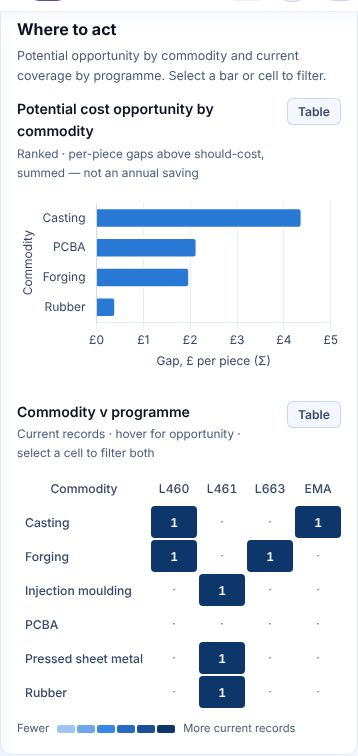 Where to act
Potential opportunity by commodity and current
coverage by programme. Select a bar or cell to filter.
Potential cost opportunity by
commodity
Table
Ranked · per-piece gaps above should-cost,
summed — not an annual saving
Commodity
Casting
PCBA
Forging
Rubber
£0 £1 £2 £3 £4 £5
Gap, £ per piece (Σ)
Commodity v programme
Table
Current records · hover for opportunity ·
select a cell to filter both
Commodity L460 L461 L663 EMA
Casting 1 · · 1
Forging 1 · 1 ·
Injection moulding · 1 · ·
PCBA · · · ·
Pressed sheet metal · 1 · ·
Rubber · 1 · ·
Fewer More current records